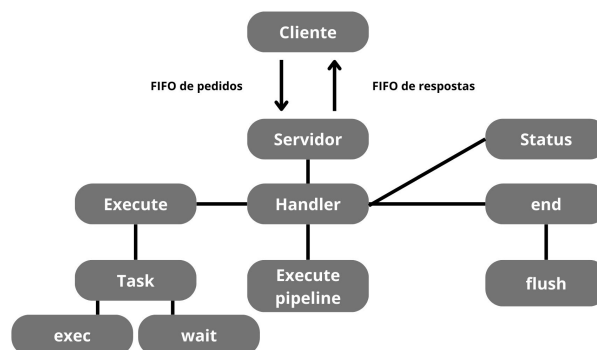 Cliente
FIFO de pedidos
FIFO de respostas
Servidor
Status
Execute
Handler
end
Task
Execute
pipeline
flush
exec
wait